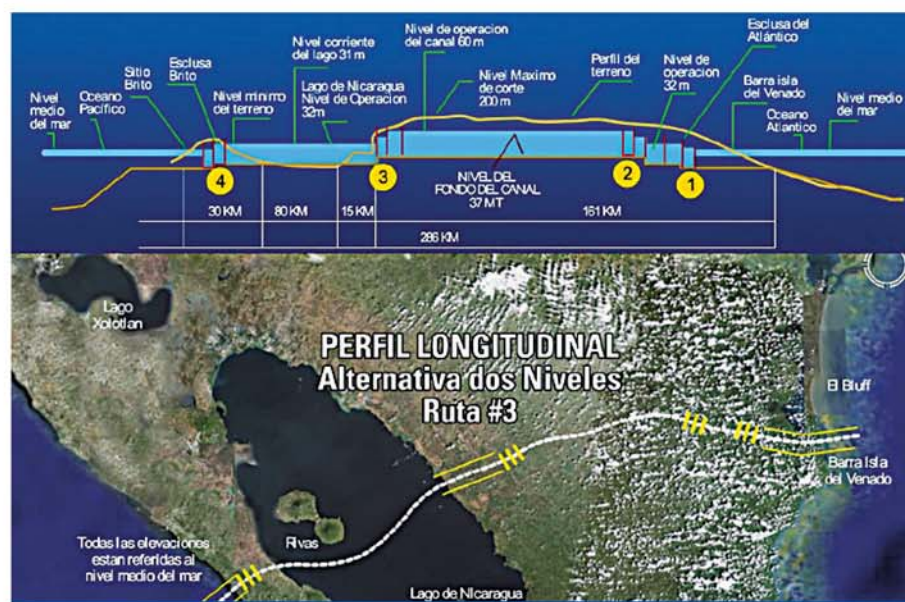 Nivel medio
del mar
Oceano
Pacífico
Sitio
Brito
Esclusa
Brito
Nivel mínimo
del terreno
Nivel corriente
del lago 31 m
Lago de Nicaragua
Nivel de Operacion
32m
Nivel de operacion
del canal 60 m
Nivel Maximo
de corte
200 m
Perfil del
terreno
Nivel de
operacion
32 m
Esclusa del
Atlántico
Barra isla
del Venado
Oceano
Atlantico
Nivel medio
del mar
4
3
2
1
NIVEL DEL
FONDO DEL CANAL
37 MT
30 KM
80 KM
15 KM
161 KM
286 KM
Lago
Xolotlan
PERFIL LONGITUDINAL
Alternativa dos Niveles
Ruta #3
El Bluff
Barra Isla
del Venado
Rivas
Todas las elevaciones
estan referidas al
nivel medio del mar
Lago de Nicaragua